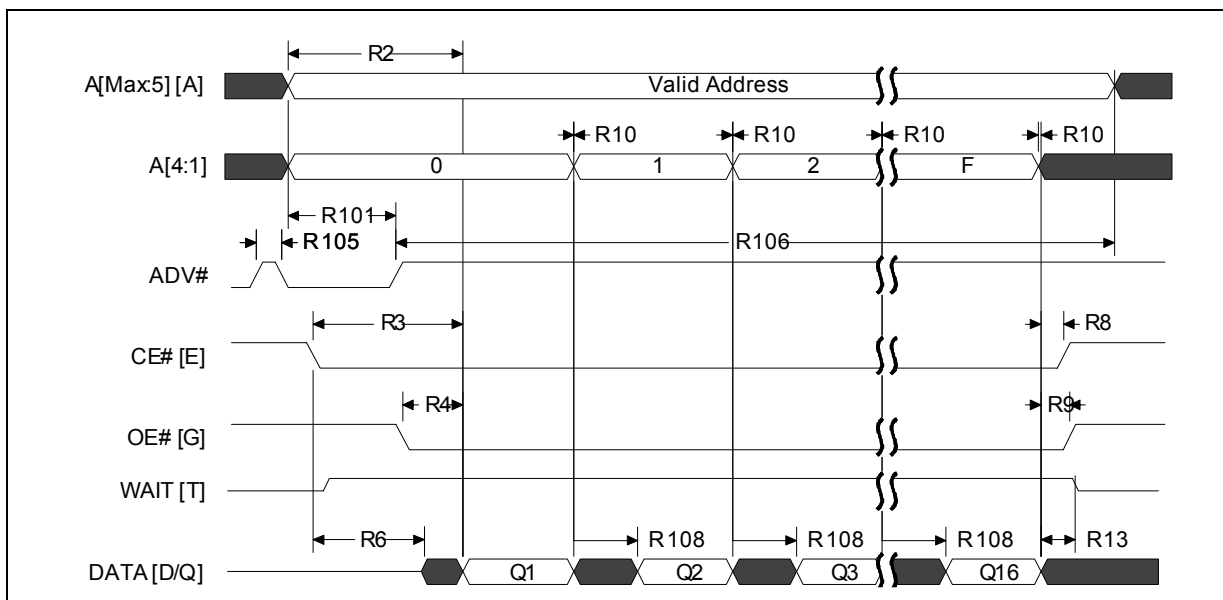 R2
A[Max:5] [A]
Valid Address
R10 R10 R10 R10
A[4:1]
0 1 2 F
R101
R105
R106
ADV#
R3
R8
CE# [E]
R4
R9
OE# [G]
WAIT [T]
R6
R108 R108 R108 R13
DATA [D/Q]
Q1 Q2 Q3 Q16